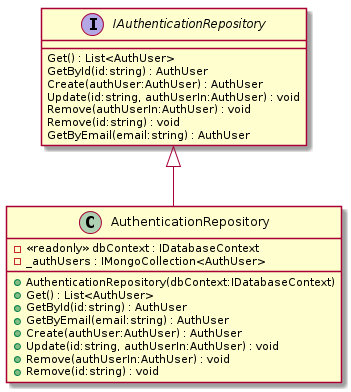 I IAuthenticationRepository
Get() : List<AuthUser>
GetById(id:string) : AuthUser
Create(authUser:AuthUser) : AuthUser
Update(id:string, authUserIn:AuthUser) : void
Remove(authUserIn:AuthUser) : void
Remove(id:string) : void
GetByEmail(email:string) : AuthUser
C AuthenticationRepository
«readonly» dbContext : IDatabaseContext
_authUsers : IMongoCollection<AuthUser>
AuthenticationRepository(dbContext:IDatabaseContext)
Get() : List<AuthUser>
GetById(id:string) : AuthUser
GetByEmail(email:string) : AuthUser
Create(authUser:AuthUser) : AuthUser
Update(id:string, authUserIn:AuthUser) : void
Remove(authUserIn:AuthUser) : void
Remove(id:string) : void